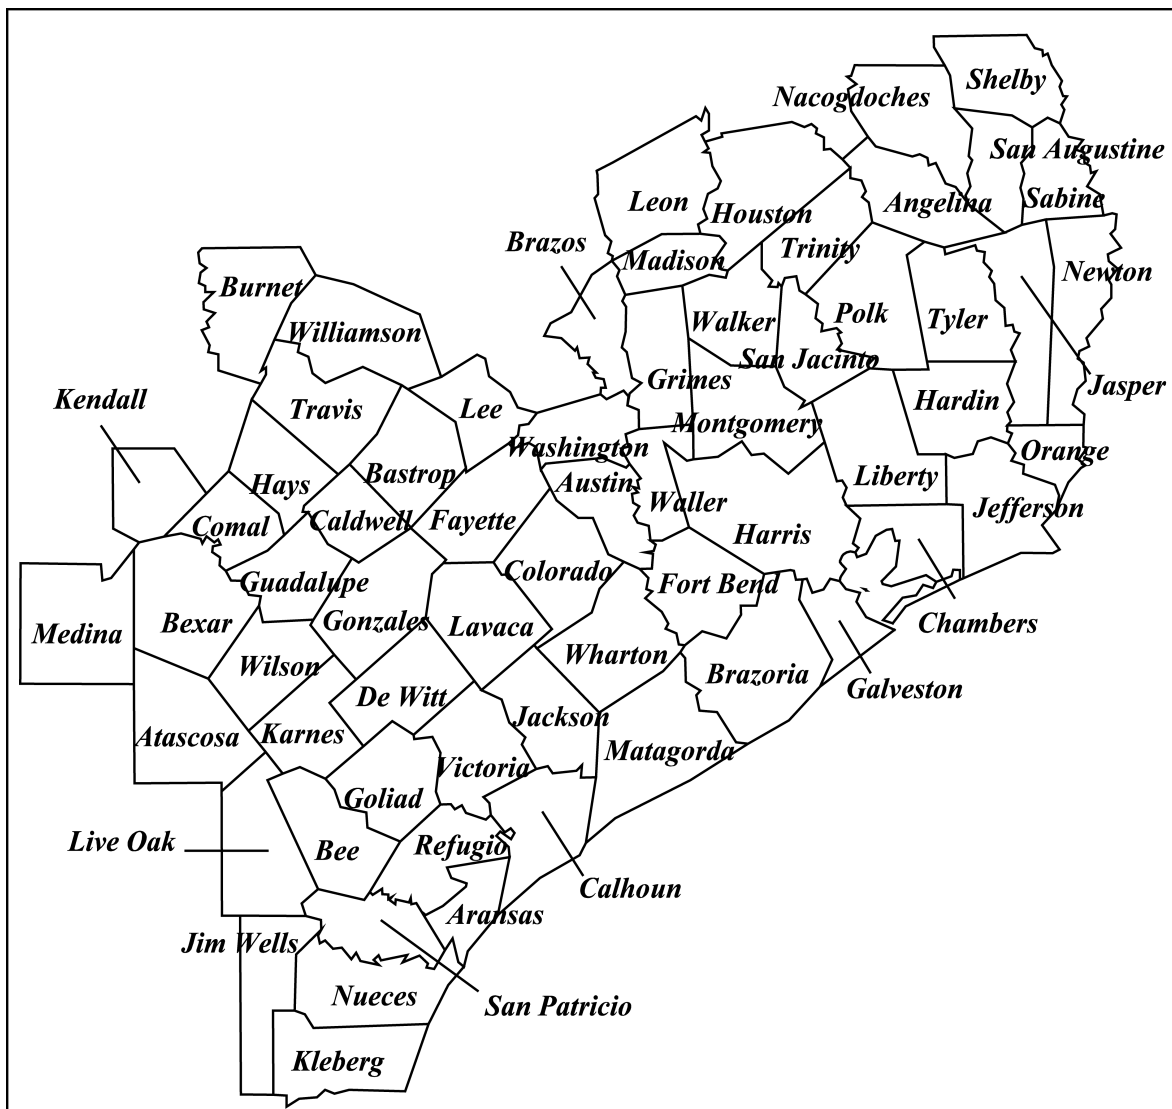 Shelby
Nacogdoches
San Augustine
Sabine
Angelina
Leon
Houston
Brazos
Madison
Trinity
Newton
Burnet
Williamson
Walker
Polk
Tyler
San Jacinto
Jasper
Kendall
Travis
Lee
Grimes
Hardin
Montgomery
Washington
Orange
Bastrop
Hays
Austin
Liberty
Waller
Jefferson
Comal
Caldwell
Fayette
Harris
Colorado
Guadalupe
Fort Bend
Medina
Bexar
Gonzales
Lavaca
Chambers
Wilson
Wharton
Brazoria
Galveston
De Witt
Atascosa
Karnes
Jackson
Matagorda
Victoria
Goliad
Live Oak
Bee
Refugio
Calhoun
Aransas
Jim Wells
Nueces
San Patricio
Kleberg